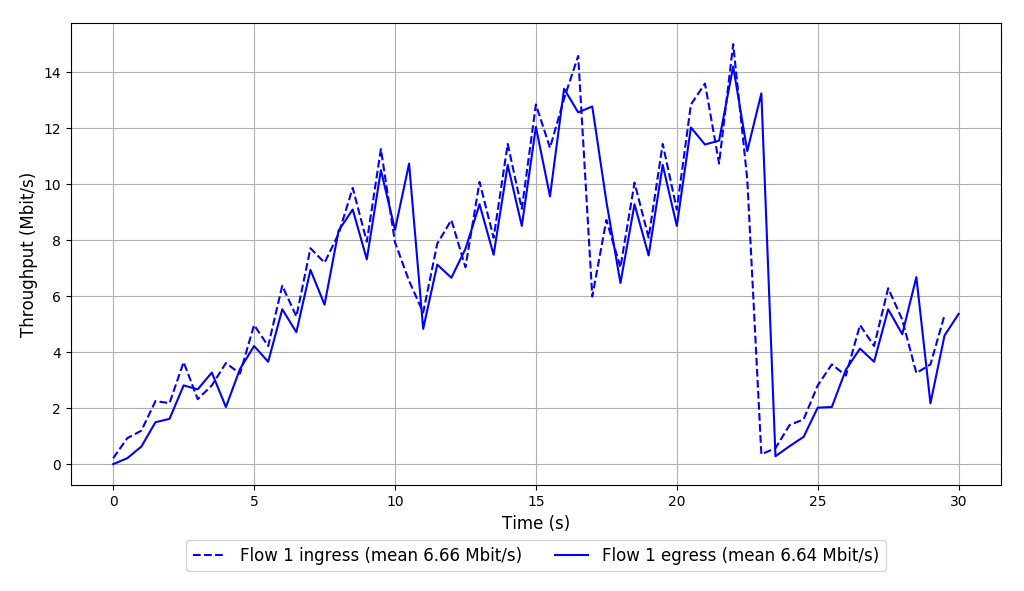 Throughput (Mbit/s)
14
12
10
8
6
4
2
0
0 5 10 15 20 25 30
Time (s)
Flow 1 ingress (mean 6.66 Mbit/s) Flow 1 egress (mean 6.64 Mbit/s)